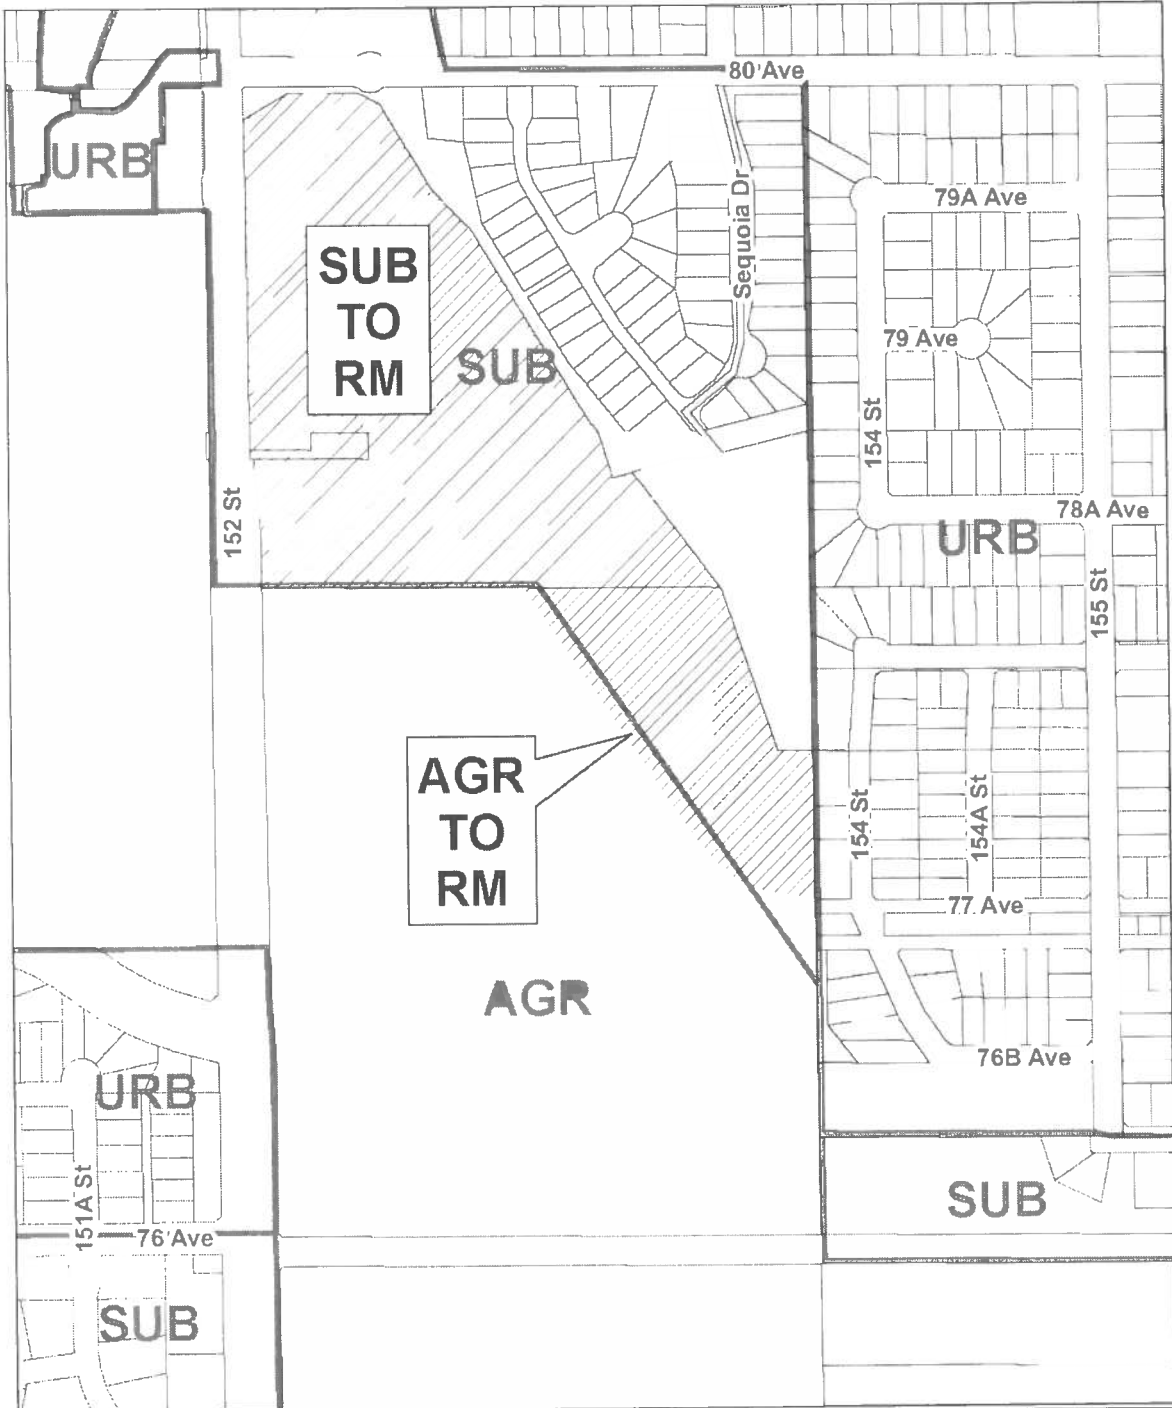 80 Ave
URB
79A Ave
Sequoia Dr
SUB
TO
RM
79 Ave
SUB
154 St
152 St
78A Ave
URB
155 St
AGR
TO
RM
154 St
154A St
77 Ave
AGR
76B Ave
URB
151A St
SUB
76 Ave
SUB